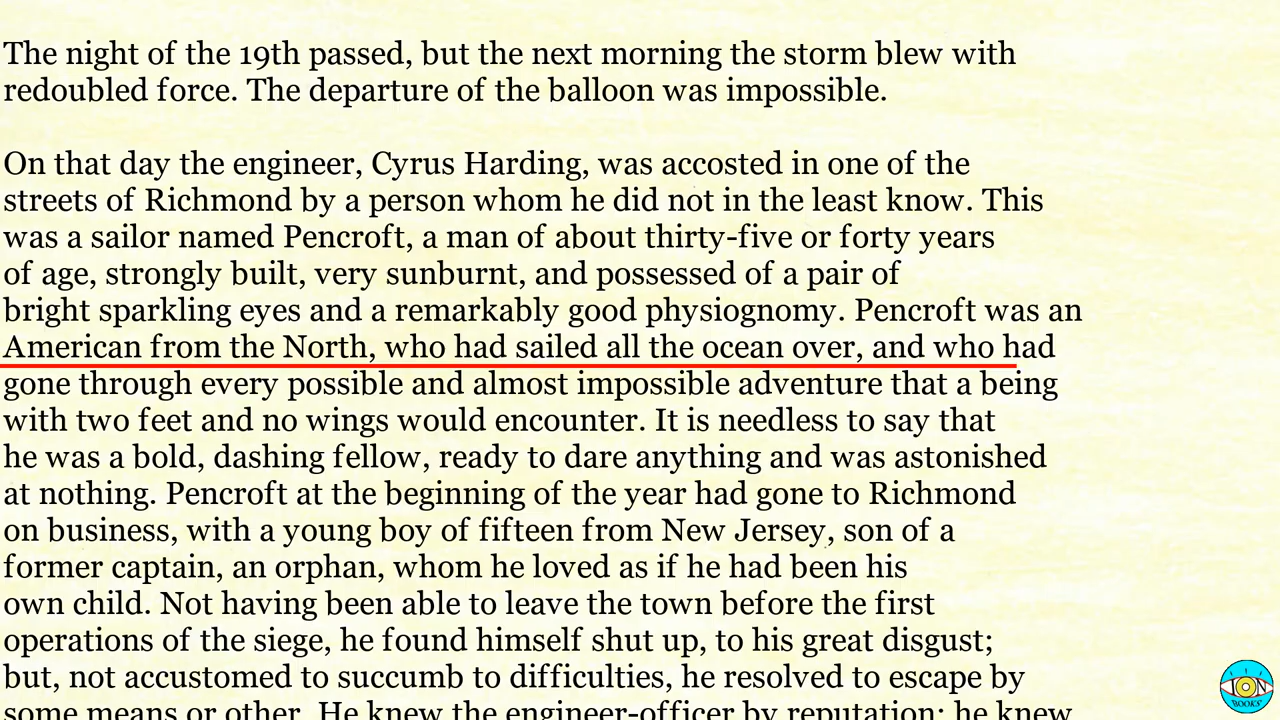 The night of the 19th passed, but the next morning the storm blew with
redoubled force. The departure of the balloon was impossible.
On that day the engineer, Cyrus Harding, was accosted in one of the
streets of Richmond by a person whom he did not in the least know. This
was a sailor named Pencroft, a man of about thirty-five or forty years
of age, strongly built, very sunburnt, and possessed of a pair of
bright sparkling eyes and a remarkably good physiognomy. Pencroft was an
American from the North, who had sailed all the ocean over, and who had
gone through every possible and almost impossible adventure that a being
with two feet and no wings would encounter. It is needless to say that
he was a bold, dashing fellow, ready to dare anything and was astonished
at nothing. Pencroft at the beginning of the year had gone to Richmond
on business, with a young boy of fifteen from New Jersey, son of a
former captain, an orphan, whom he loved as if he had been his
own child. Not having been able to leave the town before the first
operations of the siege, he found himself shut up, to his great disgust;
but, not accustomed to succumb to difficulties, he resolved to escape by
some means or other. He knew the engineer-officer by reputation; he knew
ION
BOOKS